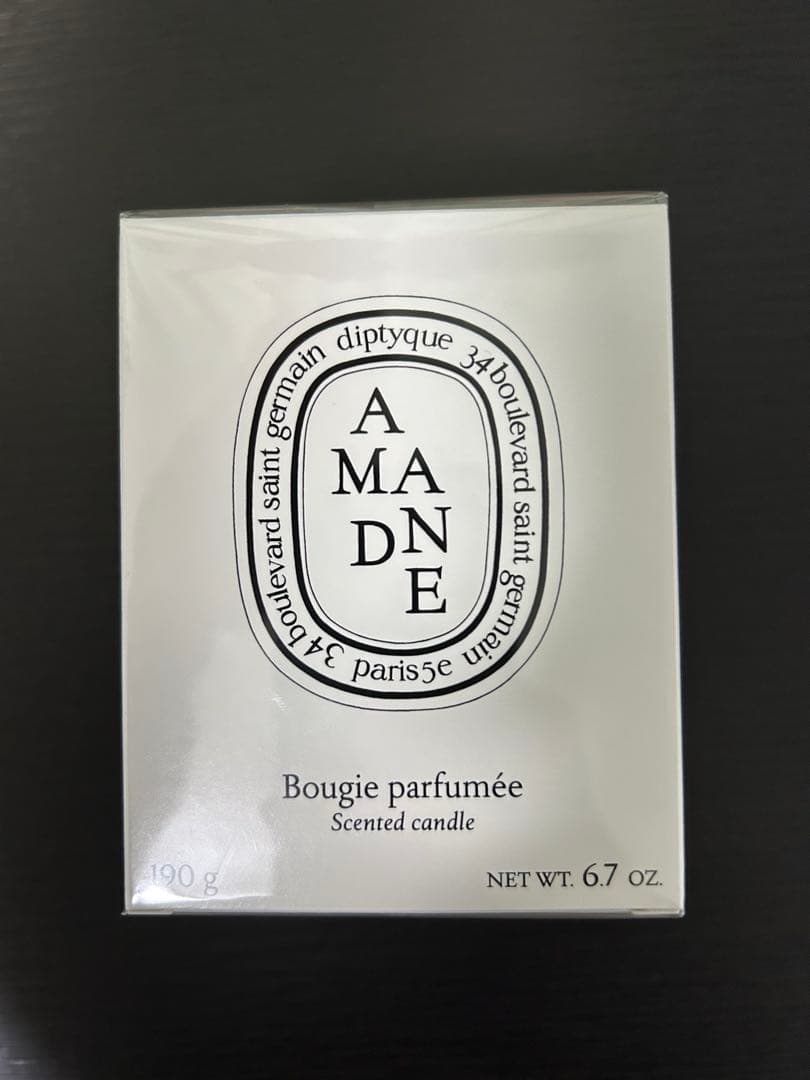 diptyque 34 boulevard saint germain paris 5e 34 boulevard saint germain
A
MA
DN
E
Bougie parfumée
Scented candle
190 g
NET WT. 6.7 OZ.